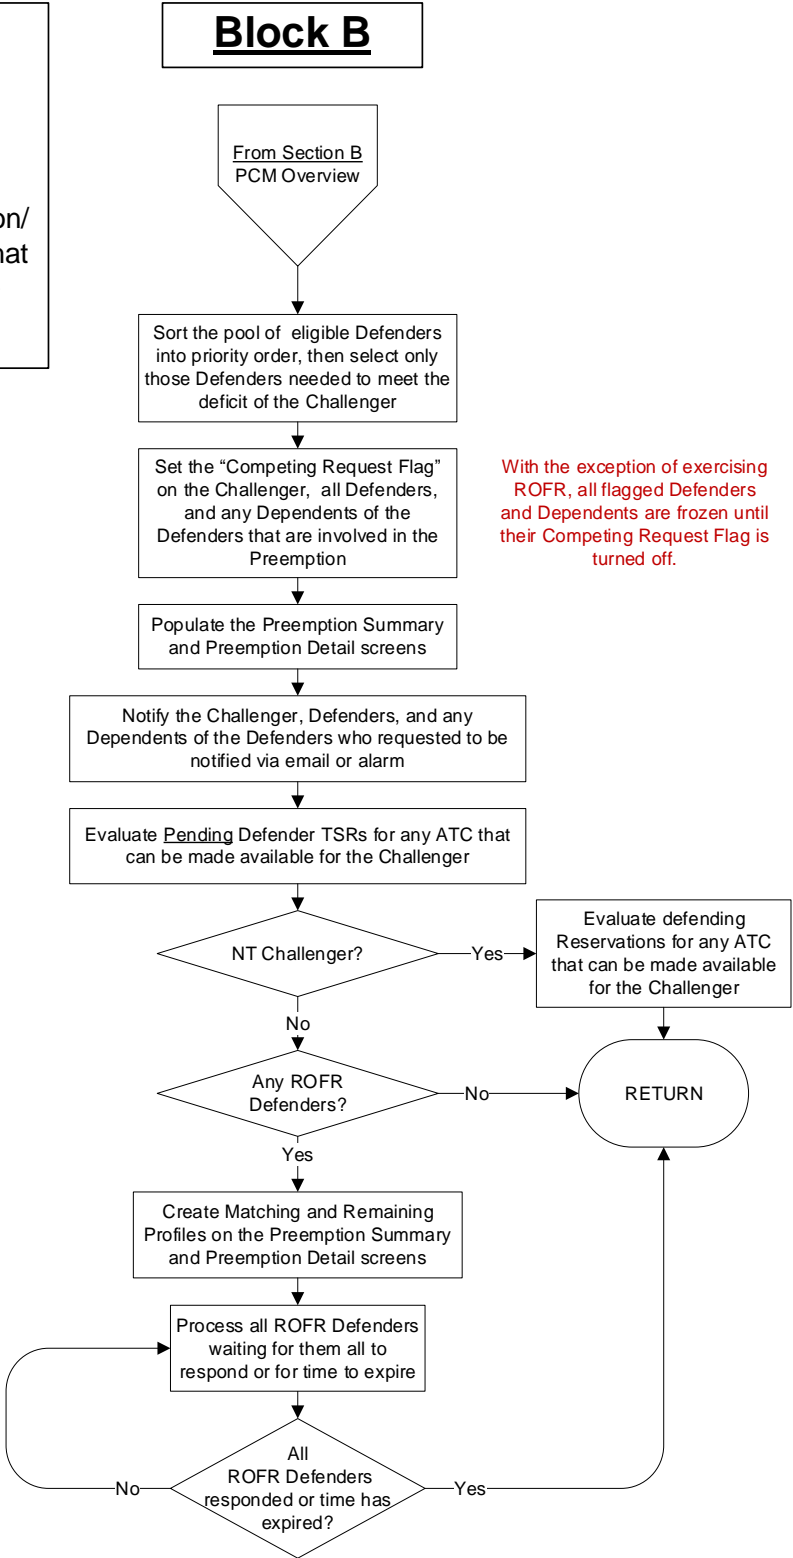 Block B
on/
hat
From Section B
PCM Overview
Sort the pool of eligible Defenders
into priority order, then select only
those Defenders needed to meet the
deficit of the Challenger
Set the “Competing Request Flag”
on the Challenger, all Defenders,
and any Dependents of the
Defenders that are involved in the
Preemption
With the exception of exercising
ROFR, all flagged Defenders
and Dependents are frozen until
their Competing Request Flag is
turned off.
Populate the Preemption Summary
and Preemption Detail screens
Notify the Challenger, Defenders, and any
Dependents of the Defenders who requested to be
notified via email or alarm
Evaluate Pending Defender TSRs for any ATC that
can be made available for the Challenger
NT Challenger?
Yes
Evaluate defending
Reservations for any ATC
that can be made available
for the Challenger
No
Any ROFR
Defenders?
No
RETURN
Yes
Create Matching and Remaining
Profiles on the Preemption Summary
and Preemption Detail screens
Process all ROFR Defenders
waiting for them all to
respond or for time to expire
All
ROFR Defenders
responded or time has
expired?
No
Yes